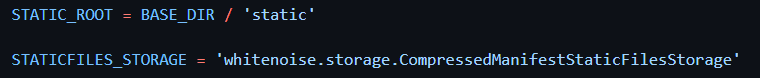 STATIC_ROOT = BASE_DIR / 'static'
STATICFILES_STORAGE = 'whitenoise.storage.CompressedManifestStaticFilesStorage'